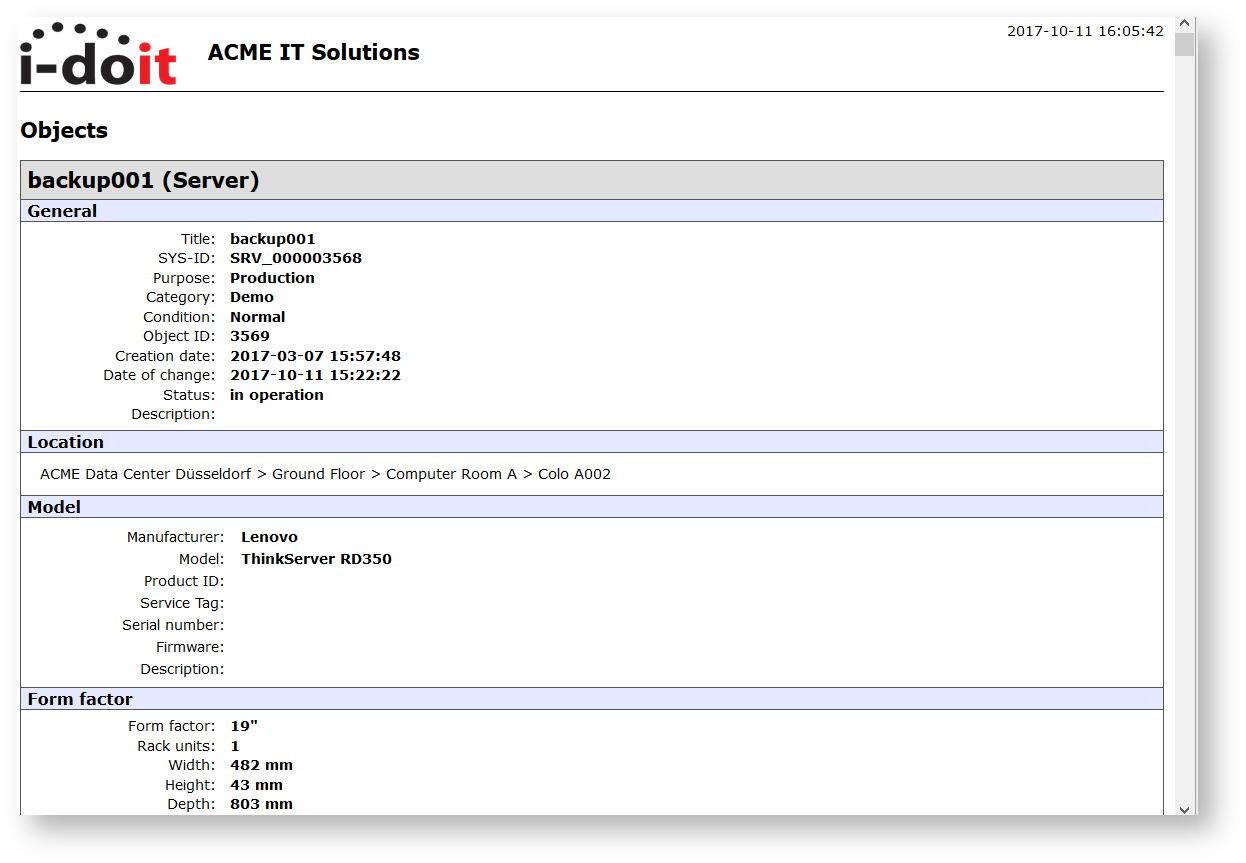 i-doit
ACME IT Solutions
2017-10-11 16:05:42
Objects
backup001 (Server)
General
Title: backup001
SYS-ID: SRV_000003568
Purpose: Production
Category: Demo
Condition: Normal
Object ID: 3569
Creation date: 2017-03-07 15:57:48
Date of change: 2017-10-11 15:22:22
Status: in operation
Description:
Location
ACME Data Center Düsseldorf > Ground Floor > Computer Room A > Colo A002
Model
Manufacturer: Lenovo
Model: ThinkServer RD350
Product ID:
Service Tag:
Serial number:
Firmware:
Description:
Form factor
Form factor: 19"
Rack units: 1
Width: 482 mm
Height: 43 mm
Depth: 803 mm